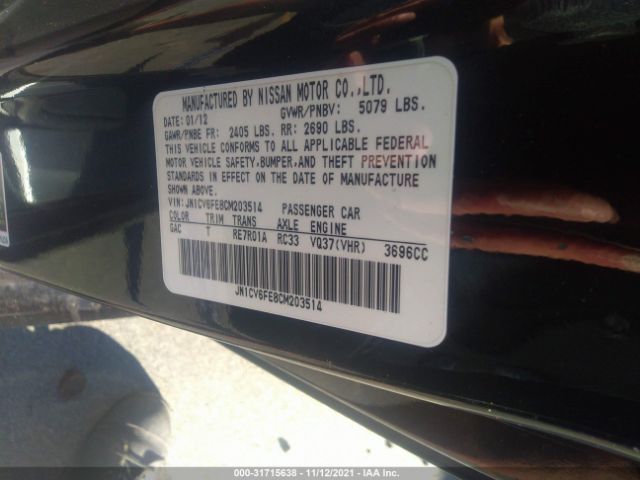 MANUFACTURED BY NISSAN MOTOR CO.,LTD.
DATE: 01/12 GVWR/PNBV: 5079 LBS.
GAWR/PNBE FR: 2405 LBS. RR: 2690 LBS.
THIS VEHICLE CONFORMS TO ALL APPLICABLE FEDERAL
MOTOR VEHICLE SAFETY, BUMPER, AND THEFT PREVENTION
STANDARDS IN EFFECT ON THE DATE OF MANUFACTURE
SHOWN ABOVE.
VIN: JN1CV6FE8CM203514 PASSENGER CAR
COLOR TRIM TRANS AXLE ENGINE
GAC T RE7R01A RC33 VQ37(VHR) 3696CC
JN1CV6FE8CM203514
000-31715638 - 11/12/2021 - IAA Inc.